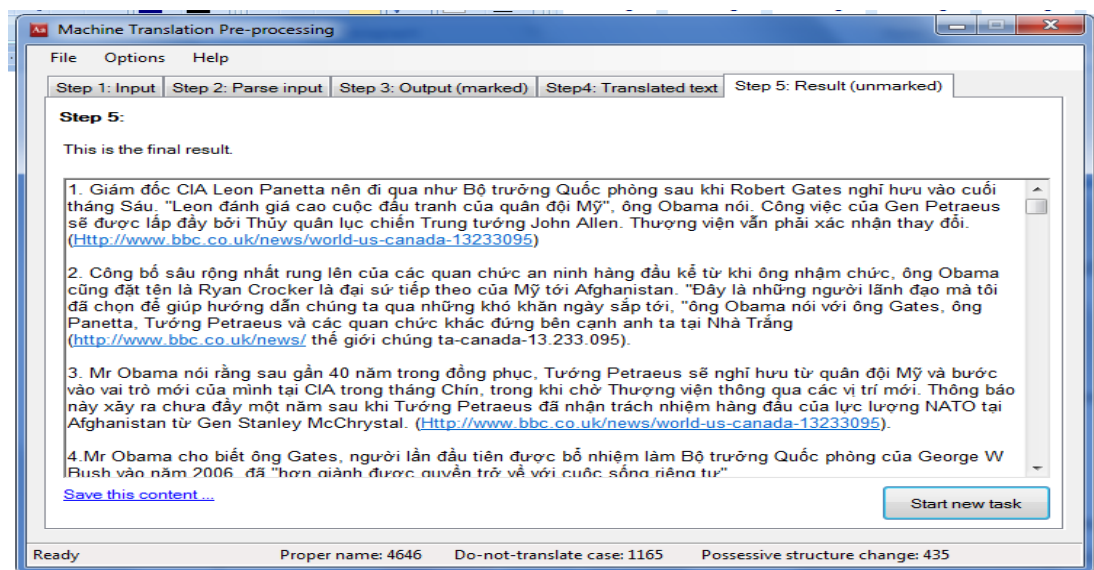 Machine Translation Pre-processing
File Options Help
Step 1: Input Step 2: Parse input Step 3: Output (marked) Step4: Translated text Step 5: Result (unmarked)
Step 5:
This is the final result.
1. Giám đốc CIA Leon Panetta nên đi qua như Bộ trưởng Quốc phòng sau khi Robert Gates nghỉ hưu vào cuối
tháng Sáu. "Leon đánh giá cao cuộc đấu tranh của quân đội Mỹ", ông Obama nói. Công việc của Gen Petraeus
sẽ được lấp đầy bởi Thủy quân lục chiến Trung tướng John Allen. Thượng viện vẫn phải xác nhận thay đổi.
(Http://www.bbc.co.uk/news/world-us-canada-13233095)
2. Công bố sâu rộng nhất rung lên của các quan chức an ninh hàng đầu kể từ khi ông nhậm chức, ông Obama
cũng đặt tên là Ryan Crocker là đại sứ tiếp theo của Mỹ tới Afghanistan. "Đây là những người lãnh đạo mà tôi
đã chọn để giúp hướng dẫn chúng ta qua những khó khăn ngày sắp tới, "ông Obama nói với ông Gates, ông
Panetta, Tướng Petraeus và các quan chức khác đứng bên cạnh anh ta tại Nhà Trắng
(http://www.bbc.co.uk/news/ thế giới chúng ta-canada-13.233.095).
3. Mr Obama nói rằng sau gần 40 năm trong đồng phục, Tướng Petraeus sẽ nghỉ hưu từ quân đội Mỹ và bước
vào vai trò mới của mình tại CIA trong tháng Chín, trong khi chờ Thượng viện thông qua các vị trí mới. Thông báo
này xảy ra chưa đầy một năm sau khi Tướng Petraeus đã nhận trách nhiệm hàng đầu của lực lượng NATO tại
Afghanistan từ Gen Stanley McChrystal. (Http://www.bbc.co.uk/news/world-us-canada-13233095).
4.Mr Obama cho biết ông Gates, người lần đầu tiên được bổ nhiệm làm Bộ trưởng Quốc phòng của George W
Bush vào năm 2006, đã "hơn giành được quyền trở về với cuộc sống riêng tư"
Save this content ...
Start new task
Ready Proper name: 4646 Do-not-translate case: 1165 Possessive structure change: 435